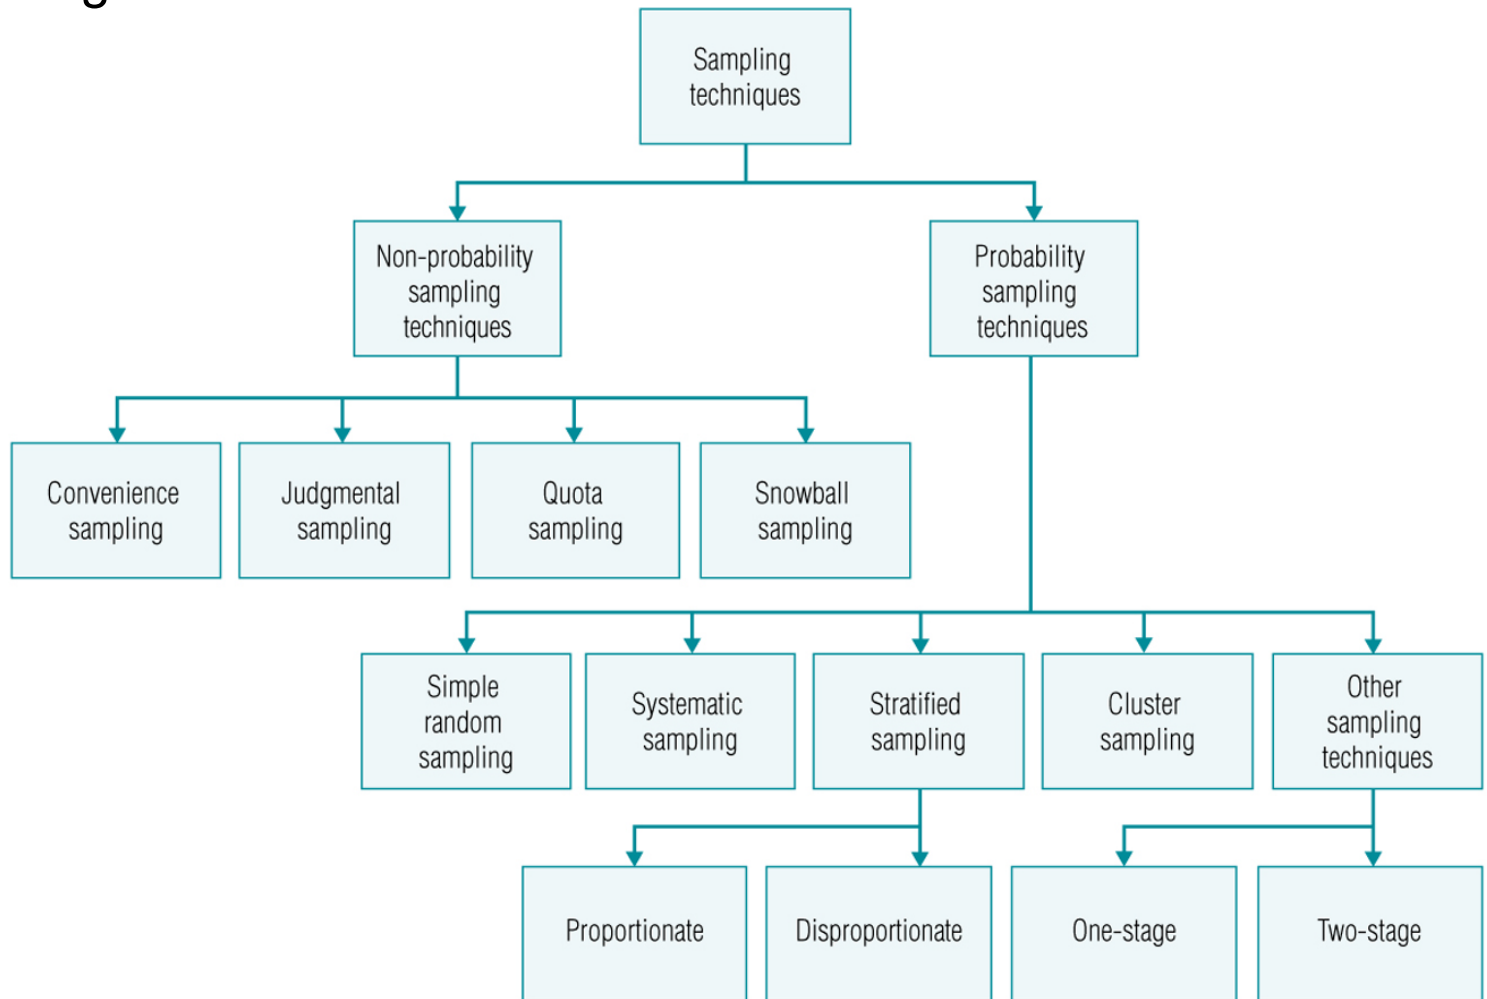 Sampling
techniques
Non-probability
sampling
techniques
Probability
sampling
techniques
Convenience
sampling
Judgmental
sampling
Quota
sampling
Snowball
sampling
Simple
random
sampling
Systematic
sampling
Stratified
sampling
Cluster
sampling
Other
sampling
techniques
Proportionate
Disproportionate
One-stage
Two-stage